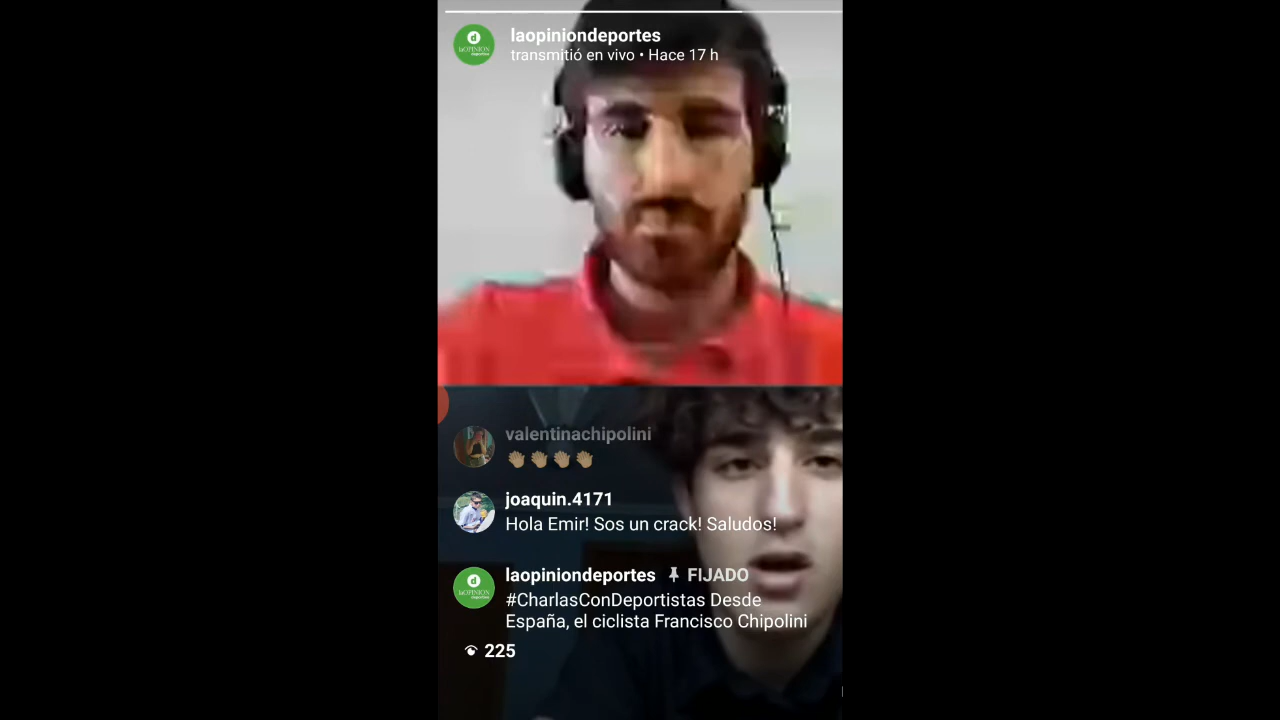 laopiniondeportes
transmitió en vivo • Hace 17 h
valentinachipolini
👏🏽👏🏽👏🏽👏🏽
joaquin.4171
Hola Emir! Sos un crack! Saludos!
laopiniondeportes FIJADO
#CharlasConDeportistas Desde
España, el ciclista Francisco Chipolini
225